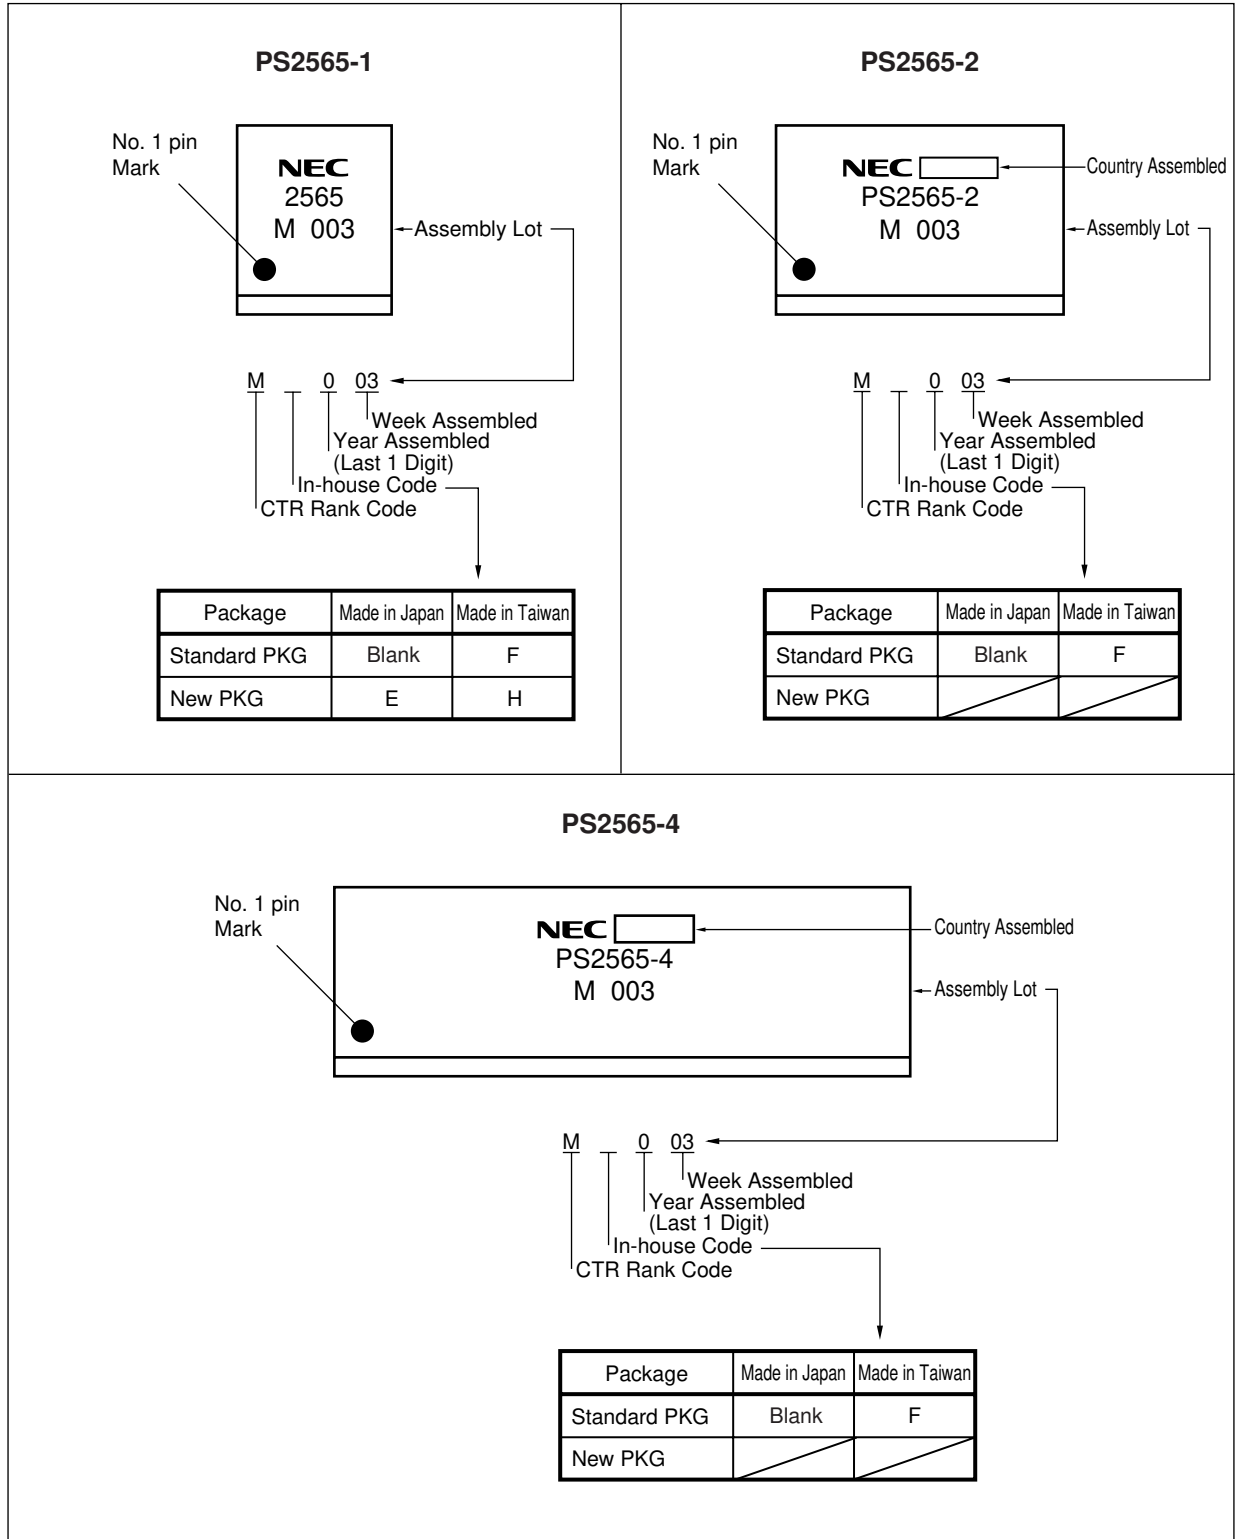 PS2565-1
No. 1 pin
Mark
NEC
2565
M 003
Assembly Lot
M 0 03
Week Assembled
Year Assembled
(Last 1 Digit)
In-house Code
CTR Rank Code
Package Made in Japan Made in Taiwan
Standard PKG Blank F
New PKG E H
PS2565-2
No. 1 pin
Mark
NEC
Country Assembled
PS2565-2
M 003
Assembly Lot
M 0 03
Week Assembled
Year Assembled
(Last 1 Digit)
In-house Code
CTR Rank Code
Package Made in Japan Made in Taiwan
Standard PKG Blank F
New PKG
PS2565-4
No. 1 pin
Mark
NEC
Country Assembled
PS2565-4
M 003
Assembly Lot
M 0 03
Week Assembled
Year Assembled
(Last 1 Digit)
In-house Code
CTR Rank Code
Package Made in Japan Made in Taiwan
Standard PKG Blank F
New PKG